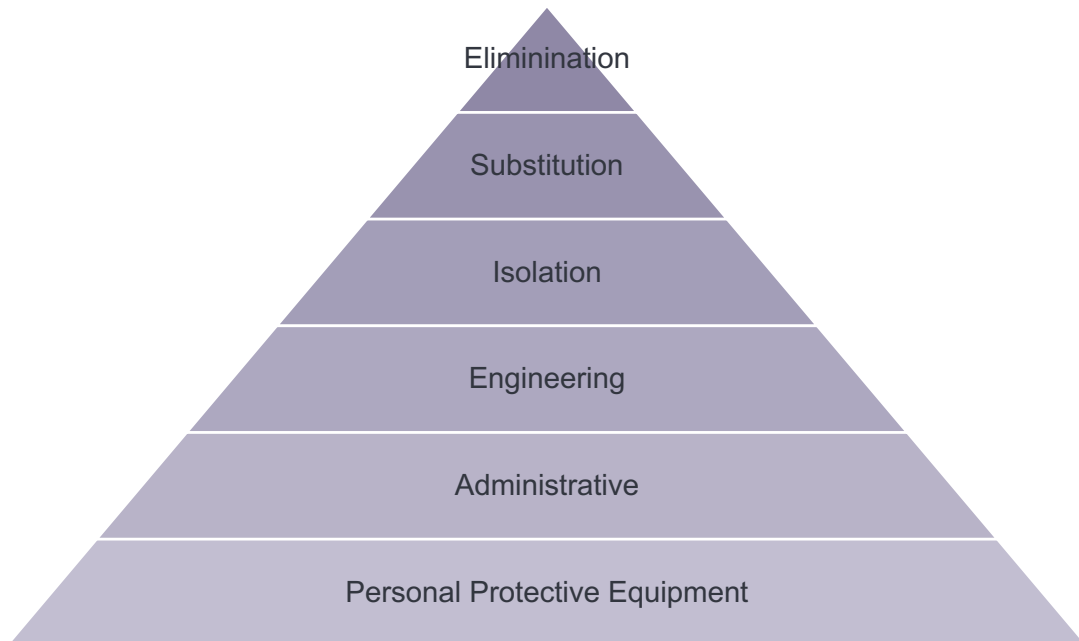 Eliminination
Substitution
Isolation
Engineering
Administrative
Personal Protective Equipment